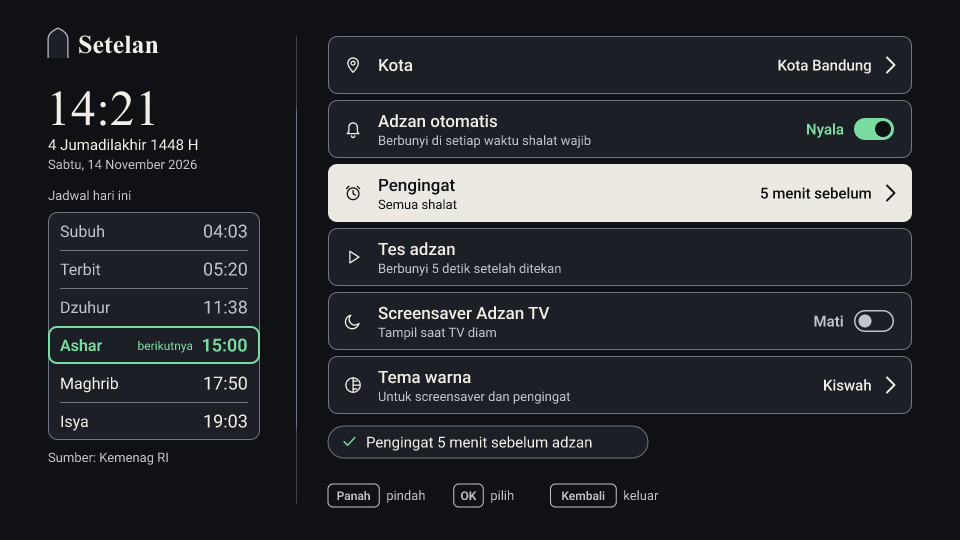 Setelan
14:21
4 Jumadilakhir 1448 H
Sabtu, 14 November 2026
Jadwal hari ini
Subuh 04:03
Terbit 05:20
Dzuhur 11:38
Ashar berikutnya 15:00
Maghrib 17:50
Isya 19:03
Sumber: Kemenag RI
Kota Kota Bandung
Adzan otomatis
Berbunyi di setiap waktu shalat wajib
Nyala
Pengingat
Semua shalat
5 menit sebelum
Tes adzan
Berbunyi 5 detik setelah ditekan
Screensaver Adzan TV
Tampil saat TV diam
Mati
Tema warna
Untuk screensaver dan pengingat
Kiswah
Pengingat 5 menit sebelum adzan
Panah pindah OK pilih Kembali keluar